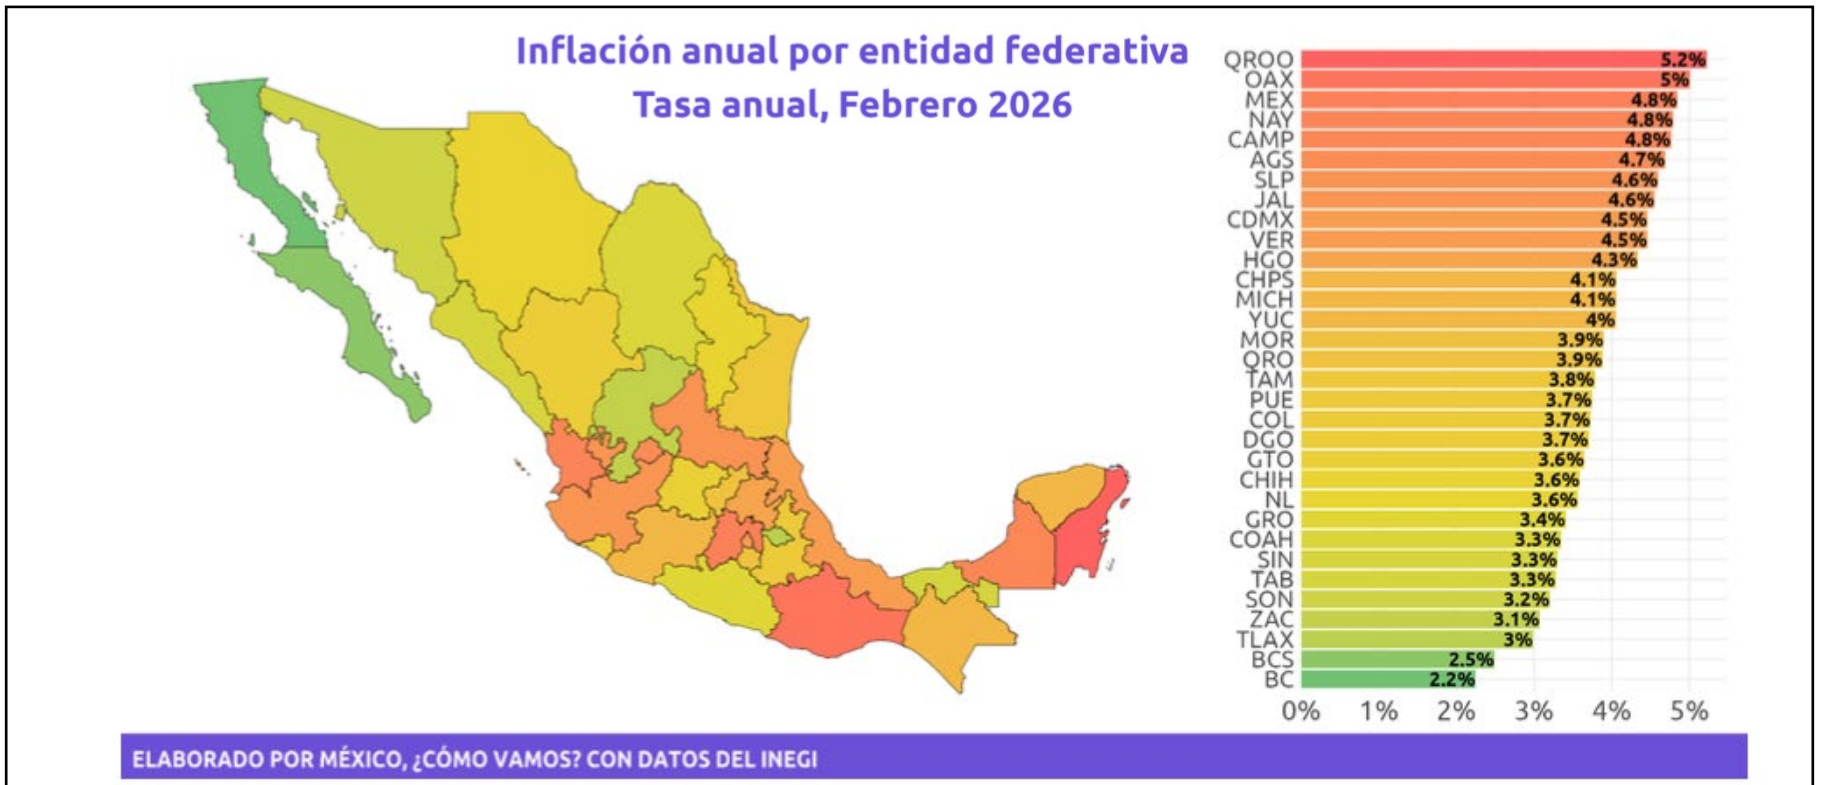 Inflación anual por entidad federativa
Tasa anual, Febrero 2026
QROO 5.2%
OAX 5%
MEX 4.8%
NAY 4.8%
CAMP 4.8%
AGS 4.7%
SLP 4.6%
JAL 4.6%
CDMX 4.5%
VER 4.5%
HGO 4.3%
CHPS 4.1%
MICH 4.1%
YUC 4%
MOR 3.9%
QRO 3.9%
TAM 3.8%
PUE 3.7%
COL 3.7%
DGO 3.7%
GTO 3.6%
CHIH 3.6%
NL 3.6%
GRO 3.4%
COAH 3.3%
SIN 3.3%
TAB 3.3%
SON 3.2%
ZAC 3.1%
TLAX 3%
BCS 2.5%
BC 2.2%
0% 1% 2% 3% 4% 5%
ELABORADO POR MÉXICO, ¿CÓMO VAMOS? CON DATOS DEL INEGI